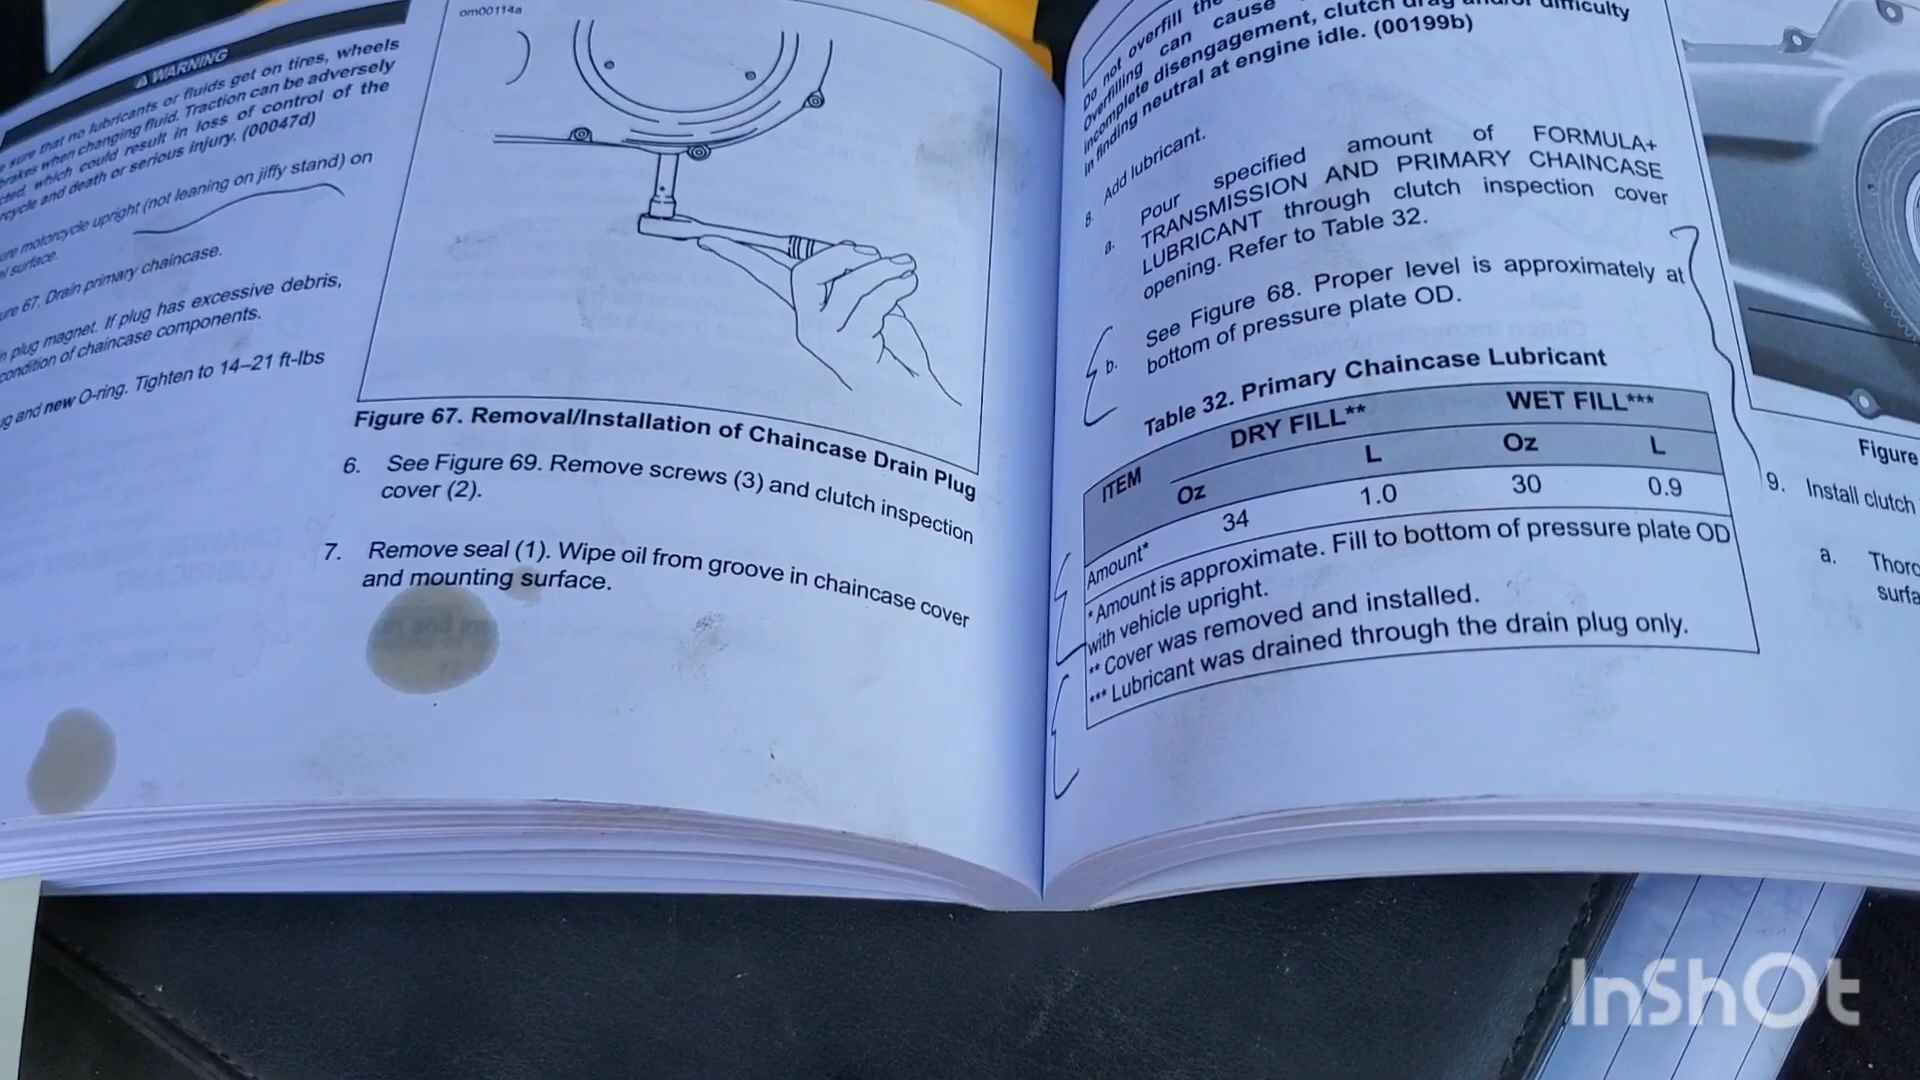 om00114a
WARNING
sure that no lubricants or fluids get on tires, wheels
brakes when changing fluid. Traction can be adversely
which could result in loss of control of the
and death or serious injury. (00047d)
motorcycle upright (not leaning on jiffy stand) on
surface.
67. Drain primary chaincase.
plug magnet. If plug has excessive debris,
condition of chaincase components.
and new O-ring. Tighten to 14–21 ft-lbs
Figure 67. Removal/Installation of Chaincase Drain Plug
6. See Figure 69. Remove screws (3) and clutch inspection
cover (2).
7. Remove seal (1). Wipe oil from groove in chaincase cover
and mounting surface.
Do not overfill the
Overfilling can cause
incomplete disengagement, clutch drag and/or difficulty
in finding neutral at engine idle. (00199b)
8. Add lubricant.
a. Pour specified amount of FORMULA+
TRANSMISSION AND PRIMARY CHAINCASE
LUBRICANT through clutch inspection cover
opening. Refer to Table 32.
b. See Figure 68. Proper level is approximately at
bottom of pressure plate OD.
Table 32. Primary Chaincase Lubricant
ITEM DRY FILL** WET FILL***
Oz L Oz L
Amount* 34 1.0 30 0.9
* Amount is approximate. Fill to bottom of pressure plate OD
with vehicle upright.
** Cover was removed and installed.
*** Lubricant was drained through the drain plug only.
Figure
9. Install clutch
a.
InShOt